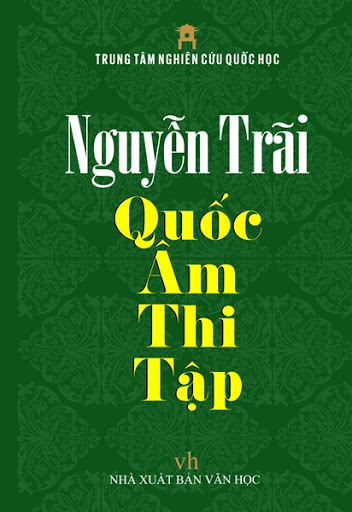 TRUNG TÂM NGHIÊN CỨU QUỐC HỌC
Nguyễn Trãi
Quốc
Âm
Thi
Tập
vh
NHÀ XUẤT BẢN VĂN HỌC